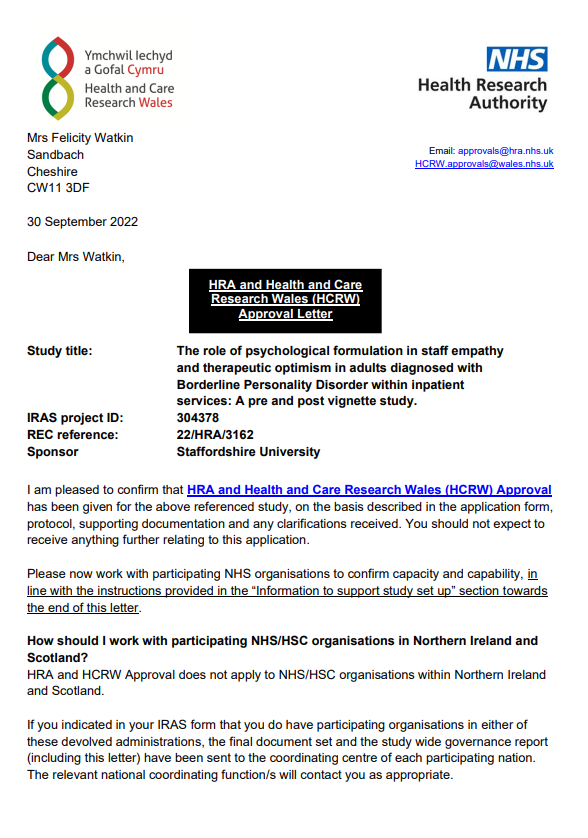 Ymchwil Iechyd
a Gofal Cymru
Health and Care
Research Wales
NHS
Health Research
Authority
Mrs Felicity Watkin
Sandbach
Cheshire
CW11 3DF
Email: approvals@hra.nhs.uk
HCRW.approvals@wales.nhs.uk
30 September 2022
Dear Mrs Watkin,
HRA and Health and Care
Research Wales (HCRW)
Approval Letter
Study title: The role of psychological formulation in staff empathy
and therapeutic optimism in adults diagnosed with
Borderline Personality Disorder within inpatient
services: A pre and post vignette study.
IRAS project ID: 304378
REC reference: 22/HRA/3162
Sponsor Staffordshire University
I am pleased to confirm that HRA and Health and Care Research Wales (HCRW) Approval
has been given for the above referenced study, on the basis described in the application form,
protocol, supporting documentation and any clarifications received. You should not expect to
receive anything further relating to this application.
Please now work with participating NHS organisations to confirm capacity and capability, in
line with the instructions provided in the “Information to support study set up” section towards
the end of this letter.
How should I work with participating NHS/HSC organisations in Northern Ireland and
Scotland?
HRA and HCRW Approval does not apply to NHS/HSC organisations within Northern Ireland
and Scotland.
If you indicated in your IRAS form that you do have participating organisations in either of
these devolved administrations, the final document set and the study wide governance report
(including this letter) have been sent to the coordinating centre of each participating nation.
The relevant national coordinating function/s will contact you as appropriate.